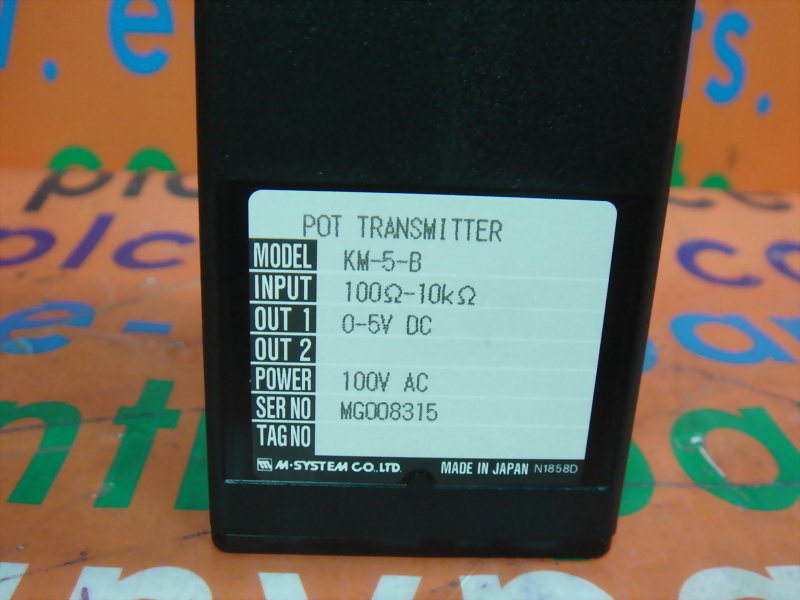 POT TRANSMITTER
MODEL KM-5-B
INPUT 100Ω-10kΩ
OUT 1 0-5V DC
OUT 2
POWER 100V AC
SER NO MG008315
TAG NO
M-SYSTEM CO., LTD. MADE IN JAPAN N1858D
plc